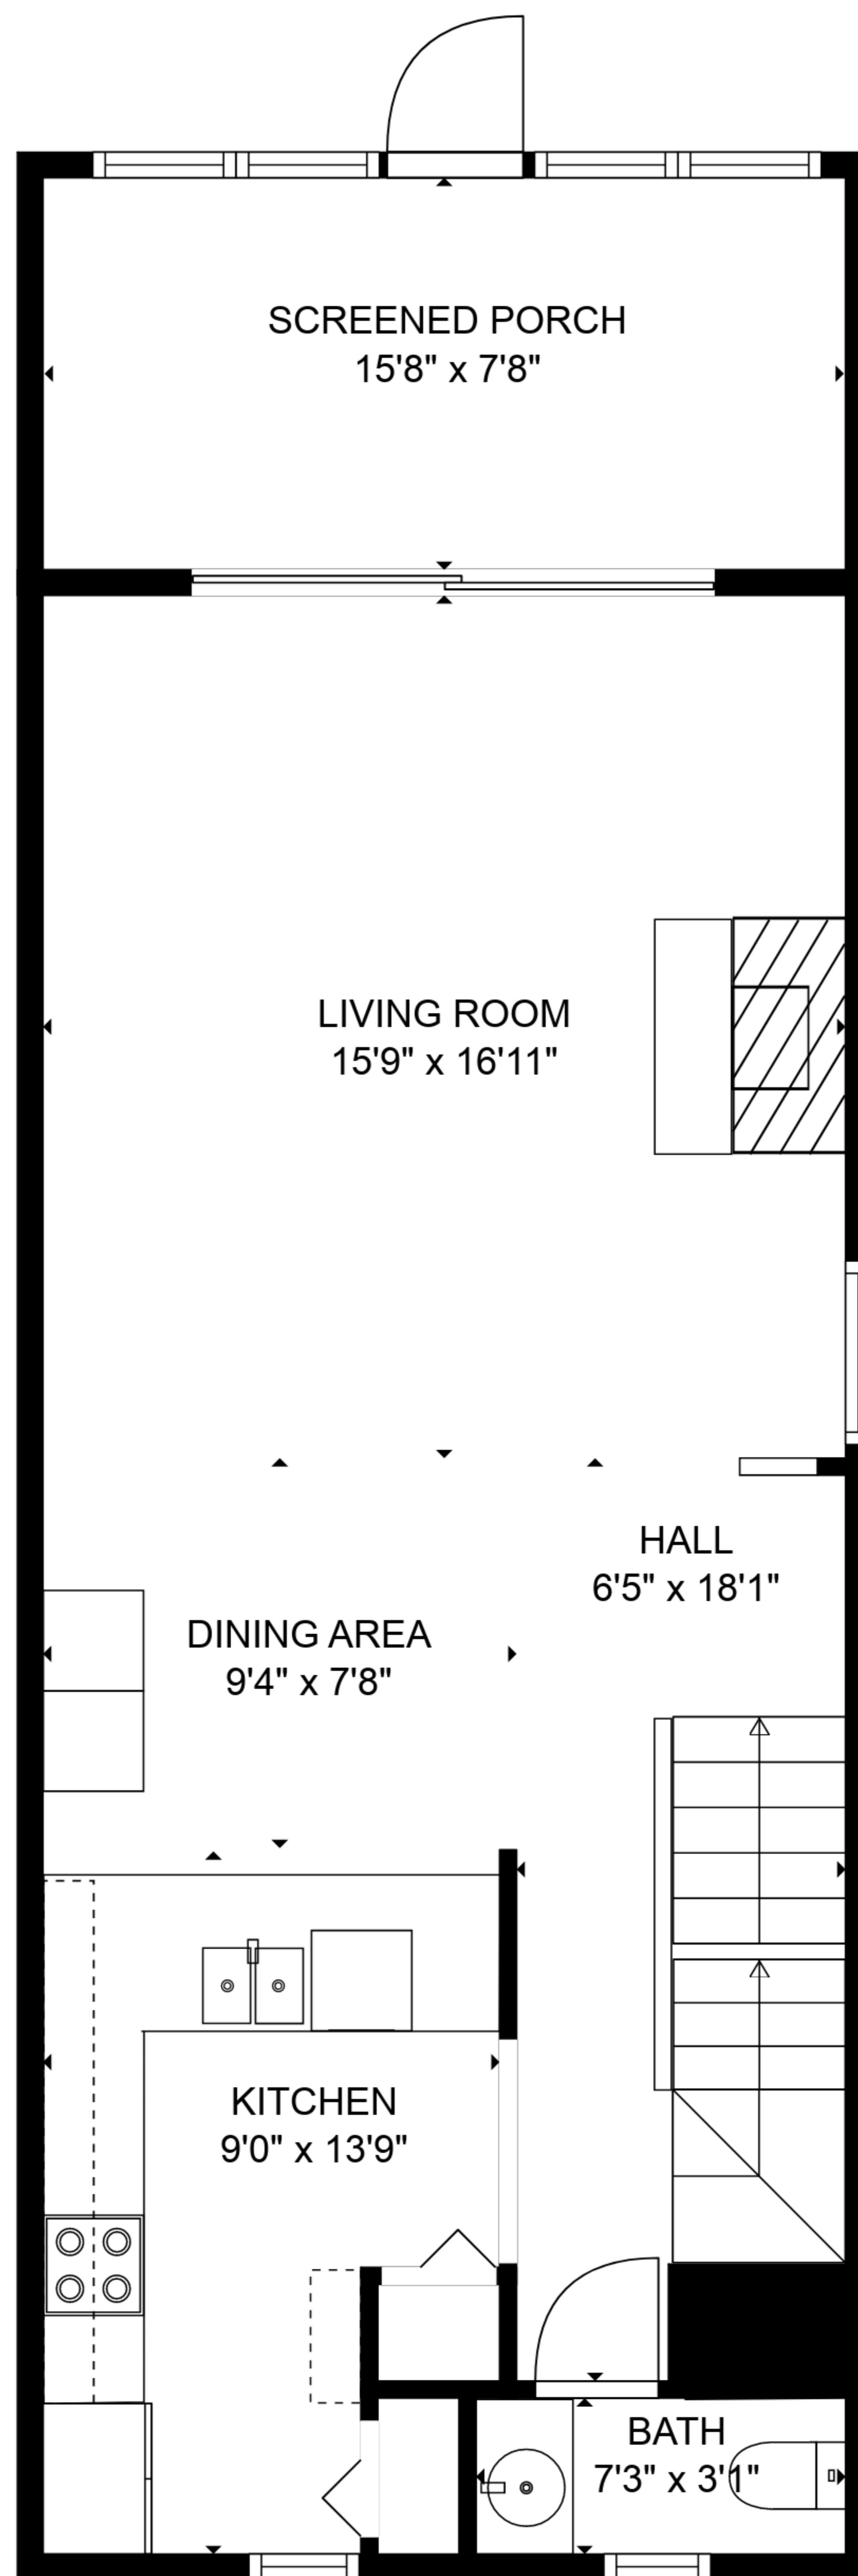 SCREENED PORCH
15'8" x 7'8"
LIVING ROOM
15'9" x 16'11"
HALL
6'5" x 18'1"
DINING AREA
9'4" x 7'8"
KITCHEN
9'0" x 13'9"
BATH
7'3" x 3'1"